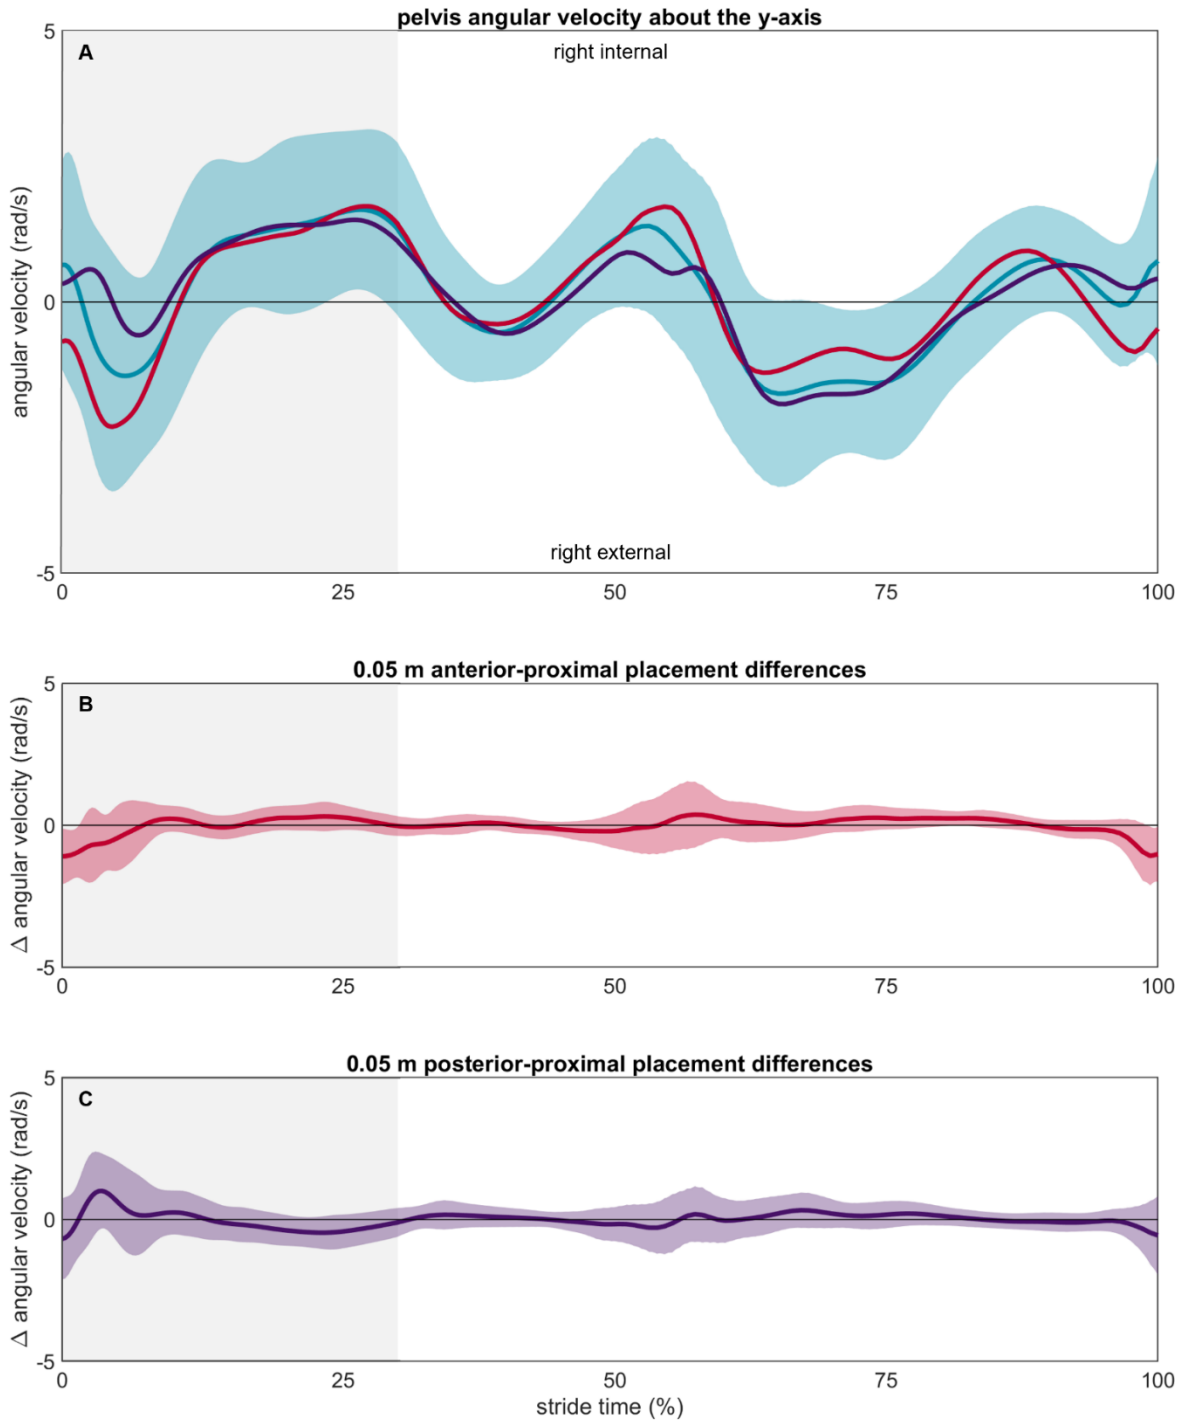 pelvis angular velocity about the y-axis
5
A
right internal
angular velocity (rad/s)
0
right external
-5
0 25 50 75 100
0.05 m anterior-proximal placement differences
5
B
Δ angular velocity (rad/s)
0
-5
0 25 50 75 100
0.05 m posterior-proximal placement differences
5
C
Δ angular velocity (rad/s)
0
-5
0 25 50 75 100
stride time (%)